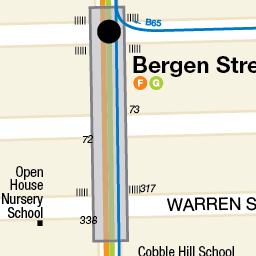 B65
Bergen Stre
F G
73
72
Open
House
Nursery
School
317
338
WARREN S
Cobble Hill School